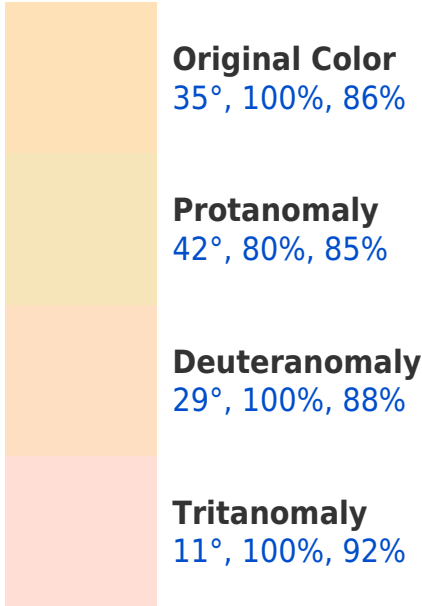 Original Color
35°, 100%, 86%
Protanomaly
42°, 80%, 85%
Deuteranomaly
29°, 100%, 88%
Tritanomaly
11°, 100%, 92%